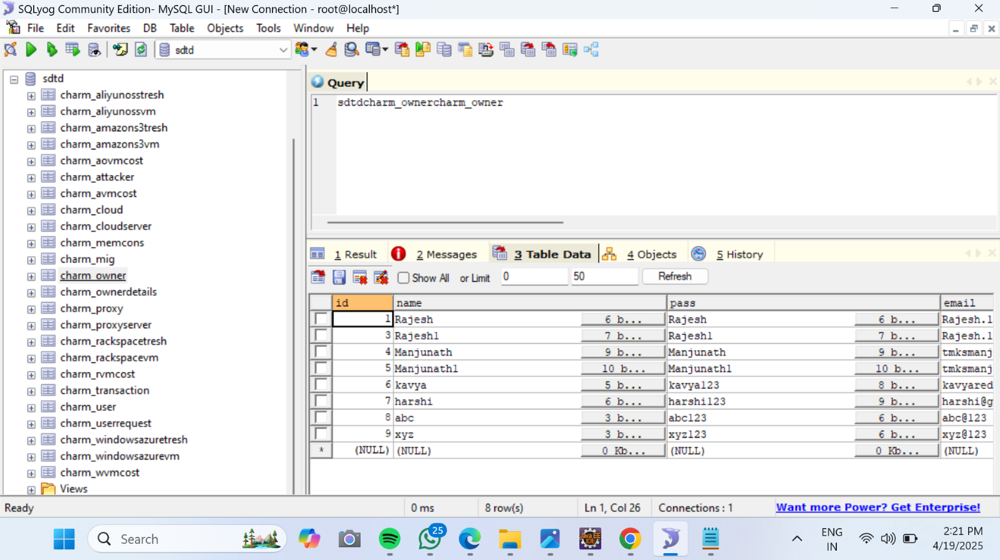 SQLyog Community Edition- MySQL GUI - [New Connection - root@localhost*]
File Edit Favorites DB Table Objects Tools Window Help
sdtd
sdtd
charm_aliyunosstresh
charm_aliyunossvm
charm_amazons3tresh
charm_amazons3vm
charm_aovmcost
charm_attacker
charm_avmcost
charm_cloud
charm_cloudserver
charm_memcons
charm_mig
charm_owner
charm_ownerdetails
charm_proxy
charm_proxyserver
charm_rackspacetresh
charm_rackspacevm
charm_rvmcost
charm_transaction
charm_user
charm_userrequest
charm_windowsazuretresh
charm_windowsazurevm
charm_wvmcost
Views
Query
1 sdtdcharm_ownercharm_owner
1 Result 2 Messages 3 Table Data 4 Objects 5 History
Show All or Limit 0 50 Refresh
id name pass email
1 Rajesh 6 b... Rajesh 6 b... Rajesh.l
3 Rajesh1 7 b... Rajesh1 7 b... Rajesh.l
4 Manjunath 9 b... Manjunath 9 b... tmksmanj
5 Manjunath1 10 b... Manjunath1 10 b... tmksmanj
6 kavya 5 b... kavya123 8 b... kavyared
7 harshi 6 b... harshi123 9 b... harshi@g
8 abc 3 b... abc123 6 b... abc@123
9 xyz 3 b... xyz123 6 b... xyz@123
* (NULL) (NULL) 0 Kb... (NULL) 0 Kb... (NULL)
Ready 0 ms 8 row(s) Ln 1, Col 26 Connections : 1 Want more Power? Get Enterprise!
Search
25
Java EE
IDE
ENG
IN
2:21 PM
4/19/2025